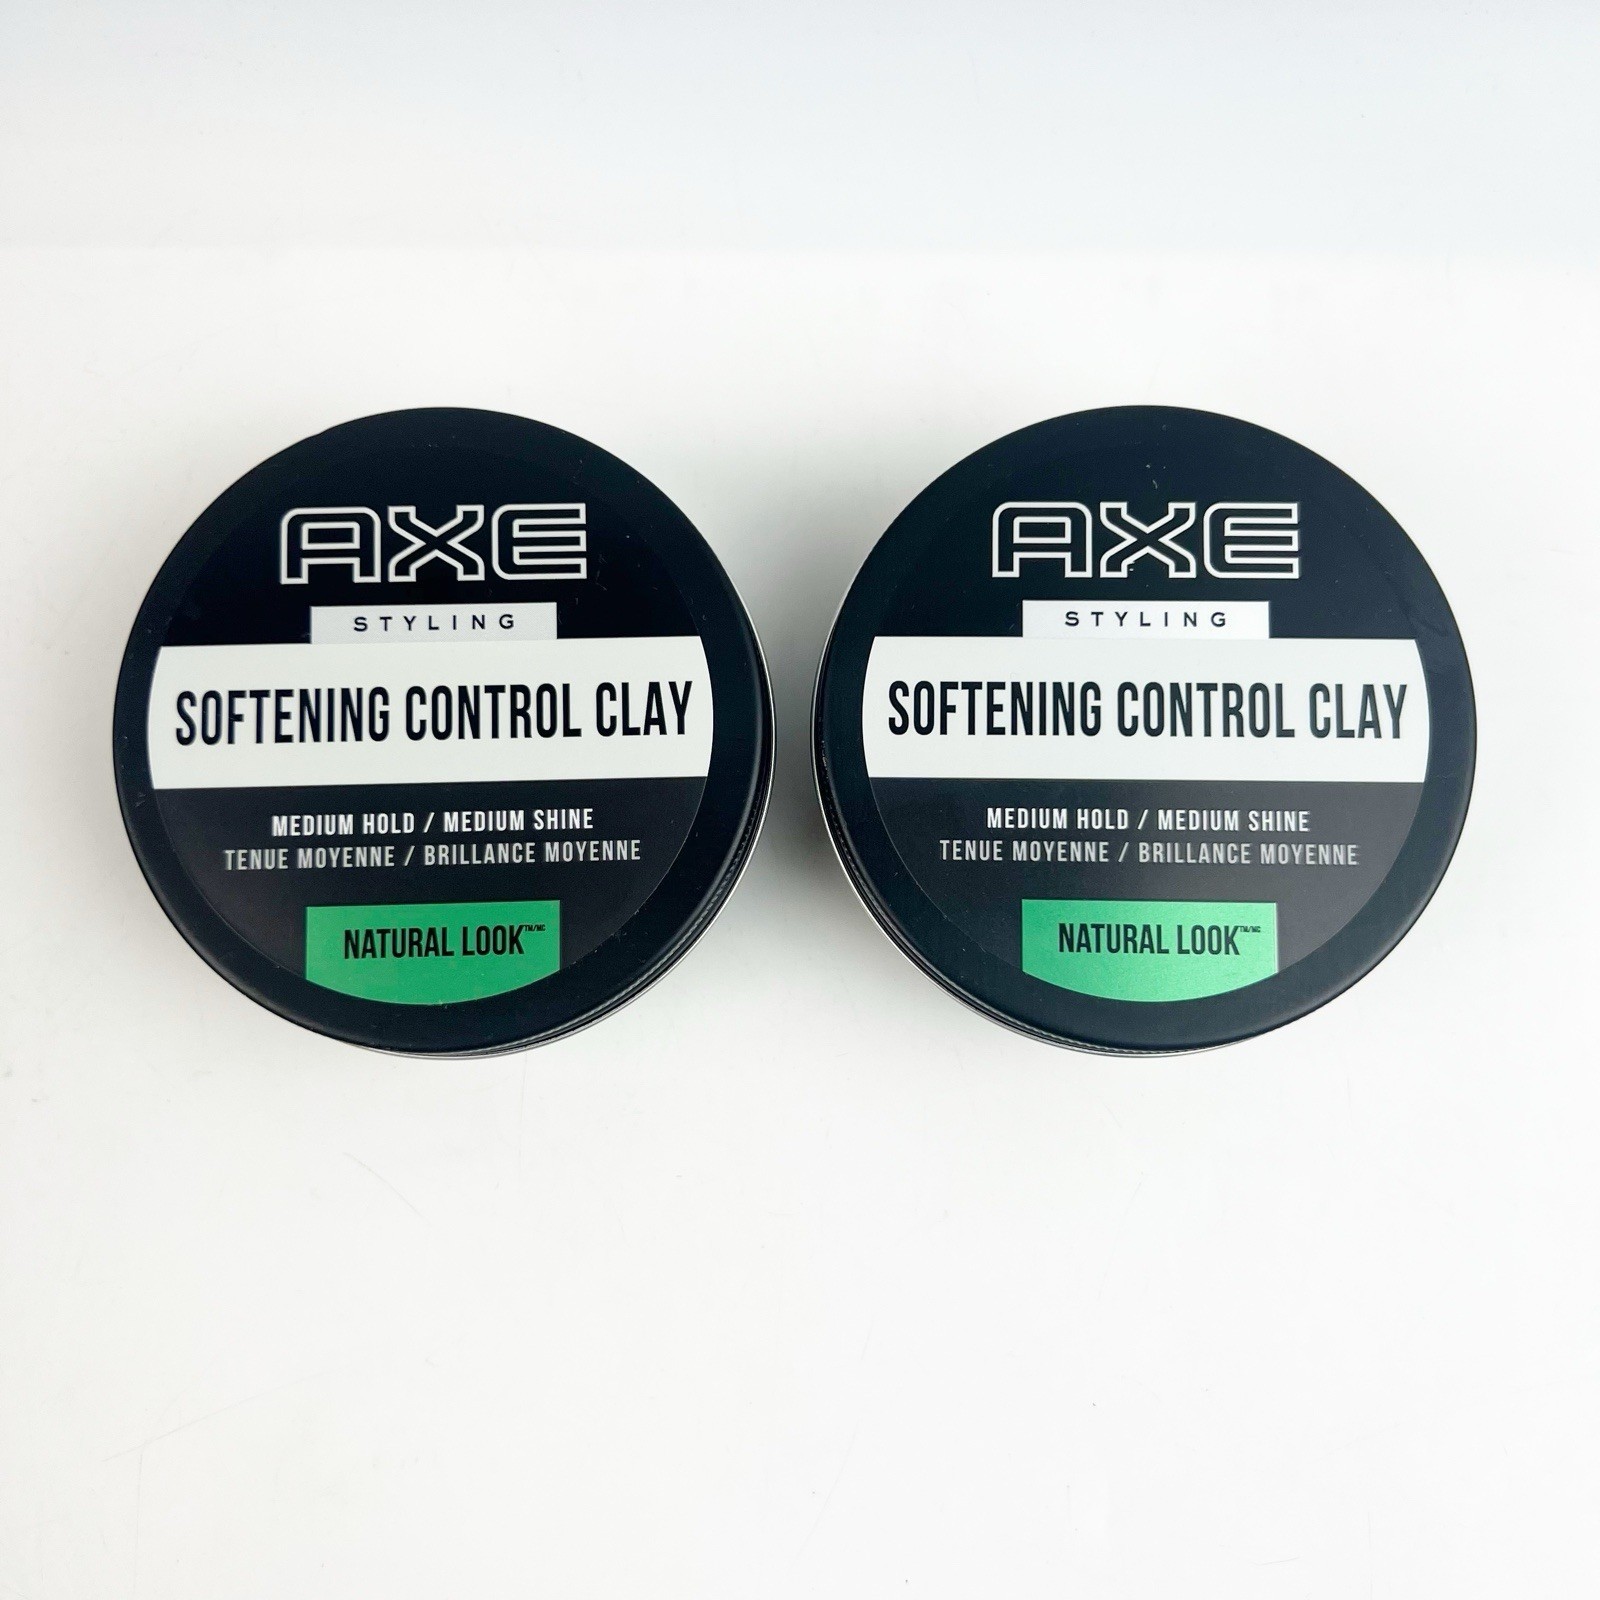 AXE
STYLING
SOFTENING CONTROL CLAY
MEDIUM HOLD / MEDIUM SHINE
TENUE MOYENNE / BRILLANCE MOYENNE
NATURAL LOOK™/MC
AXE
STYLING
SOFTENING CONTROL CLAY
MEDIUM HOLD / MEDIUM SHINE
TENUE MOYENNE / BRILLANCE MOYENNE
NATURAL LOOK™/MC